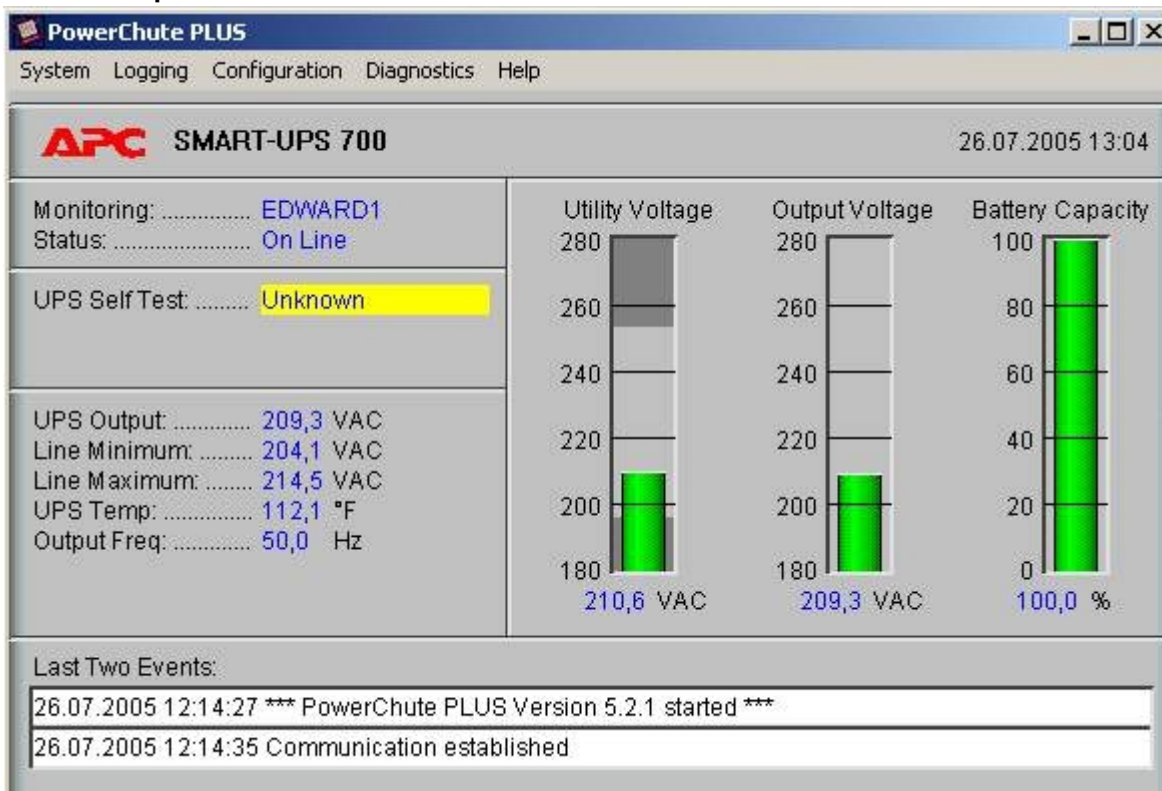 PowerChute PLUS
System Logging Configuration Diagnostics Help
APC SMART-UPS 700 26.07.2005 13:04
Monitoring: .............. EDWARD1
Status: ...................... On Line
UPS Self Test: ......... Unknown
UPS Output: ............. 209,3 VAC
Line Minimum: ......... 204,1 VAC
Line Maximum: ........ 214,5 VAC
UPS Temp: ............... 112,1 °F
Output Freq: ............. 50,0 Hz
Utility Voltage
280
260
240
220
200
180
210,6 VAC
Output Voltage
280
260
240
220
200
180
209,3 VAC
Battery Capacity
100
80
60
40
20
0
100,0 %
Last Two Events:
26.07.2005 12:14:27 *** PowerChute PLUS Version 5.2.1 started ***
26.07.2005 12:14:35 Communication established